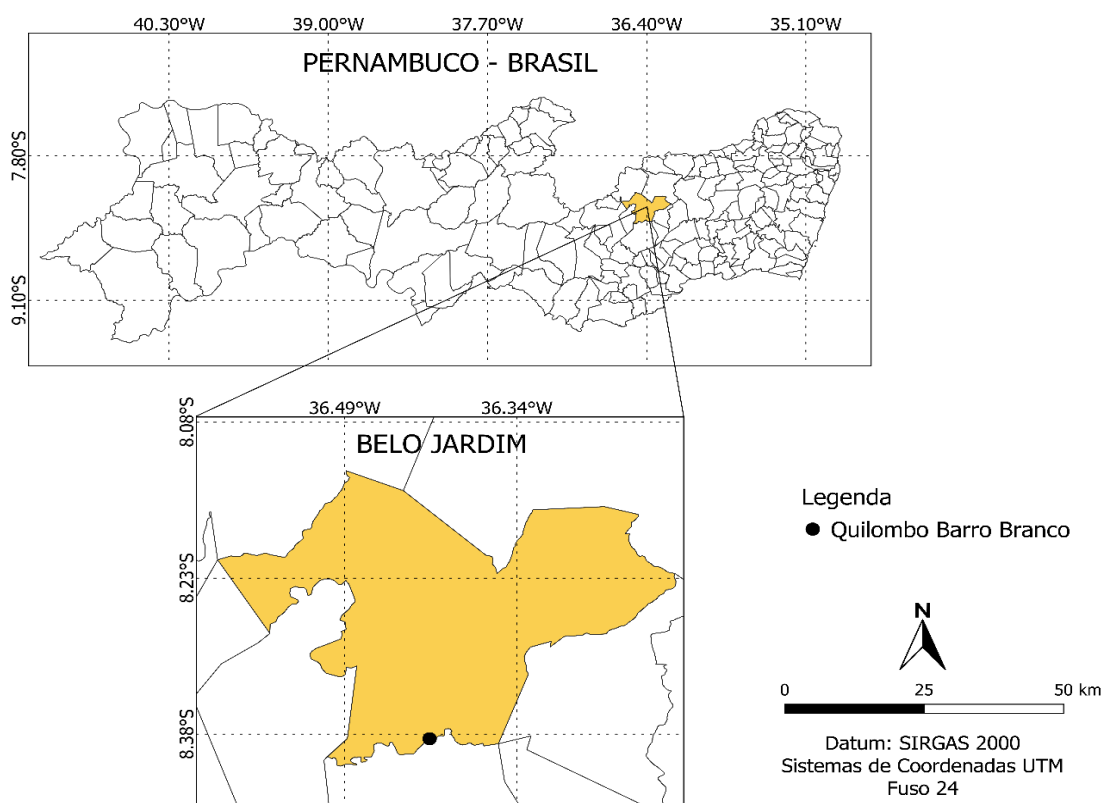 40.30°W 39.00°W 37.70°W 36.40°W 35.10°W
PERNAMBUCO - BRASIL
7.80°S
9.10°S
36.49°W 36.34°W
8.08°S
BELO JARDIM
8.23°S
8.38°S
Legenda
Quilombo Barro Branco
N
0 25 50 km
Datum: SIRGAS 2000
Sistemas de Coordenadas UTM
Fuso 24